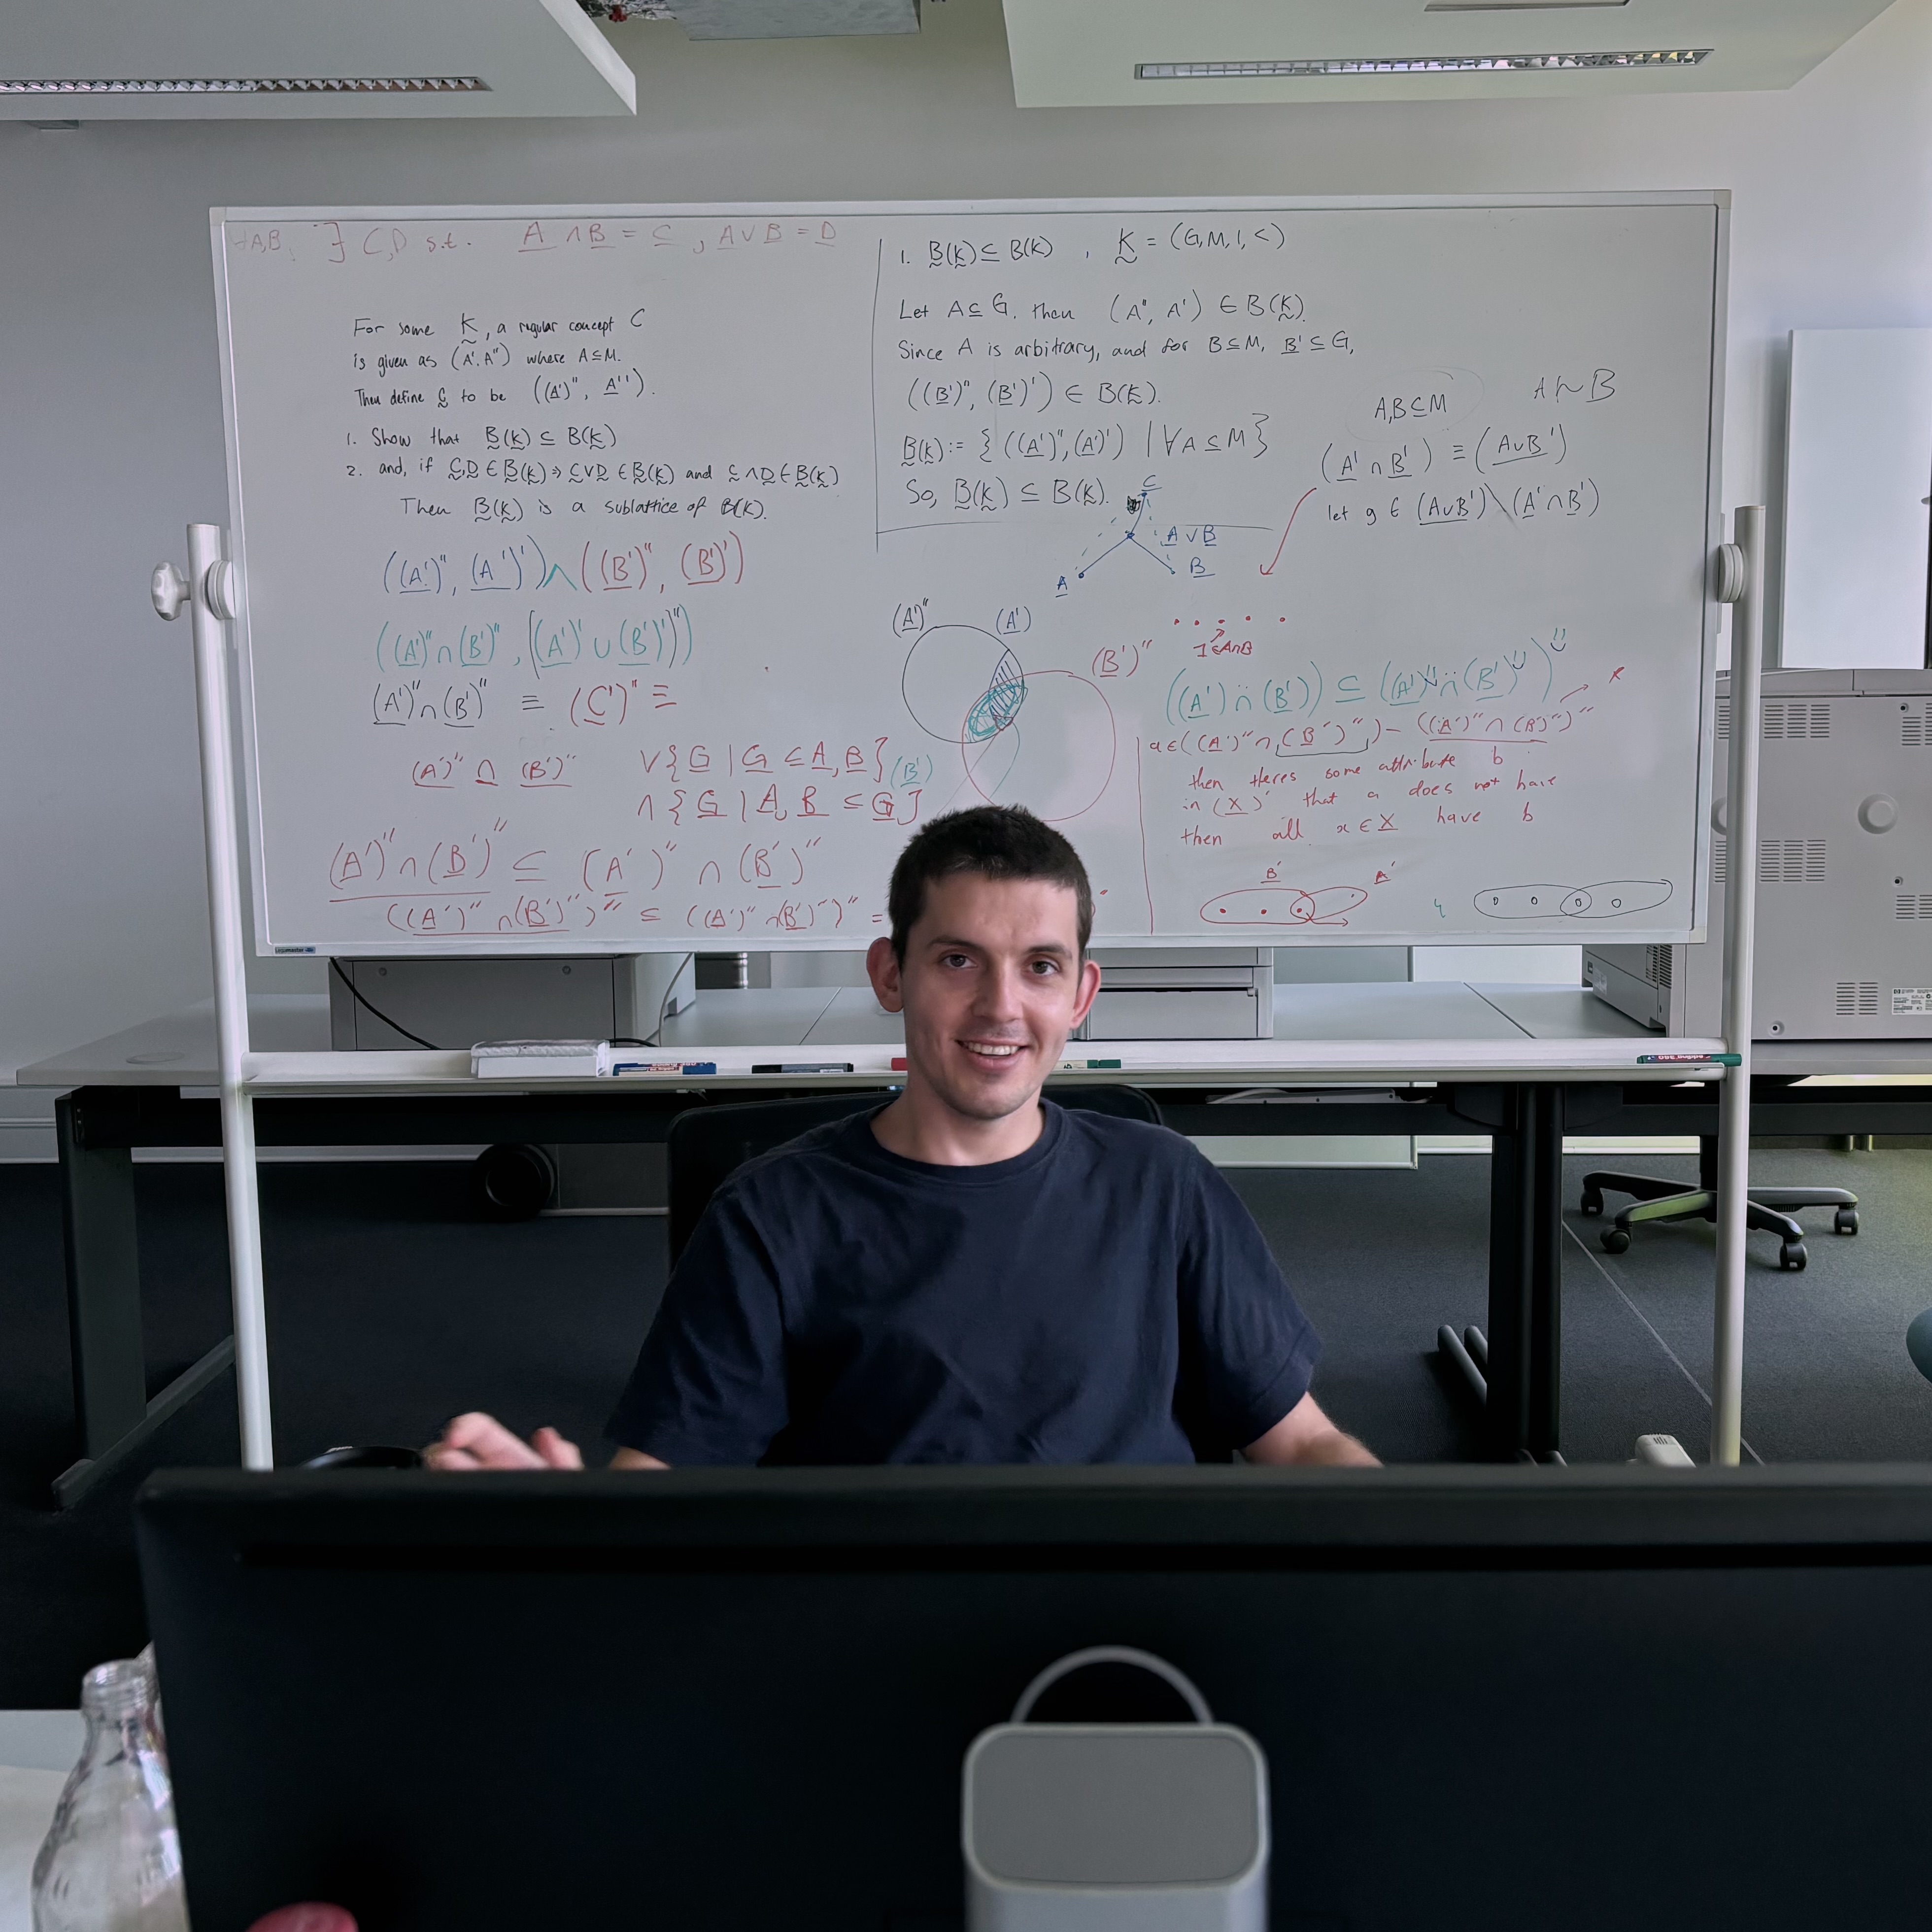 ∀A,B, ∃ C,D s.t. A ∧ B = C , A ∨ B = D
For some K, a regular concept C
is given as (A', A'') where A ⊆ M.
Then define C to be ((A')'', A'').
1. Show that B(K) ⊆ B(K)
2. and, if C,D ∈ B(K) ⇒ C∨D ∈ B(K) and C∧D ∈ B(K)
Then B(K) is a sublattice of B(K).
((A')'', (A')') ∧ ((B')'', (B')')
((A')'' ∩ (B')'', ((A')' ∪ (B')')'')
(A')'' ∩ (B')'' ≡ (C')'' ≡
(A')'' ∩ (B')''
∨{G | G ≤ A, B}
(B')
∧{G | A, B ≤ G}
(A')'' ∩ (B')'' ⊆ (A')'' ∩ (B')''
((A')'' ∩ (B')'')'' ⊆ ((A')'' ∩ (B')'')'' =
1. B(K) ⊆ B(K) , K = (G, M, I, <)
Let A ⊆ G, then (A'', A') ∈ B(K).
Since A is arbitrary, and for B ⊆ M, B' ⊆ G,
((B')'', (B')') ∈ B(K).
B(K) := {((A')'', (A')') | ∀A ⊆ M}
So, B(K) ⊆ B(K).
C
A ∨ B
A
B
(A')''
(A')
(B')''
A,B ⊆ M
(A' ∩ B') ≡ (A∪B')
let g ∈ (A∪B') \ (A' ∩ B')
((A') ∩ (B')) ⊆ ((A')'' ∩ (B')'')''
a ∈ ((A')'' ∩ (B')'') − ((A')'' ∩ (B')'')''
then theres some attribute b
in (X)' that a does not have
then all x ∈ X have b
B'
A'
Legamaster